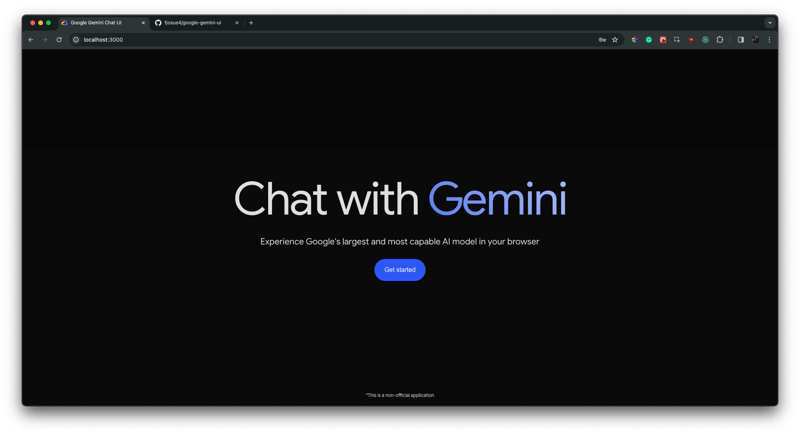 Google Gemini Chat UI
fjosue4/google-gemini-ui
localhost:3000
Chat with Gemini
Experience Google's largest and most capable AI model in your browser
Get started
*This is a non-official application